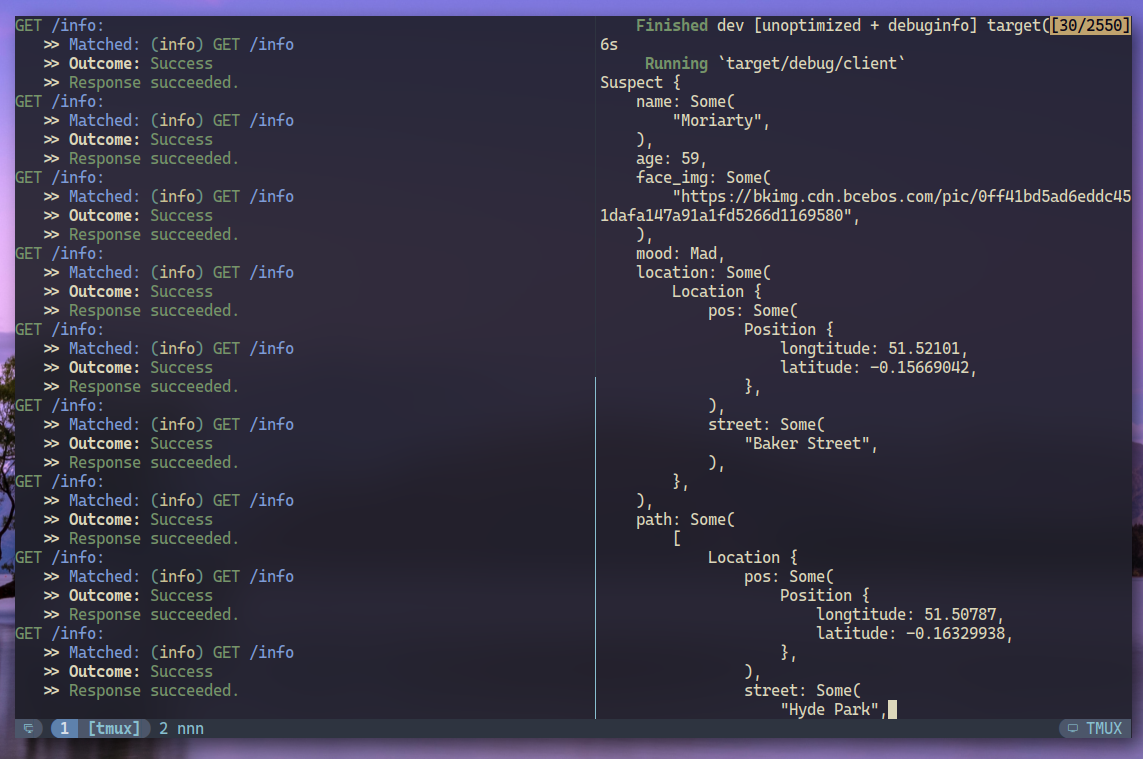 GET /info:
   >> Matched: (info) GET /info
   >> Outcome: Success
   >> Response succeeded.
GET /info:
   >> Matched: (info) GET /info
   >> Outcome: Success
   >> Response succeeded.
GET /info:
   >> Matched: (info) GET /info
   >> Outcome: Success
   >> Response succeeded.
GET /info:
   >> Matched: (info) GET /info
   >> Outcome: Success
   >> Response succeeded.
GET /info:
   >> Matched: (info) GET /info
   >> Outcome: Success
   >> Response succeeded.
GET /info:
   >> Matched: (info) GET /info
   >> Outcome: Success
   >> Response succeeded.
GET /info:
   >> Matched: (info) GET /info
   >> Outcome: Success
   >> Response succeeded.
GET /info:
   >> Matched: (info) GET /info
   >> Outcome: Success
   >> Response succeeded.
GET /info:
   >> Matched: (info) GET /info
   >> Outcome: Success
   >> Response succeeded.
    Finished dev [unoptimized + debuginfo] target([30/2550]
6s
     Running `target/debug/client`
Suspect {
    name: Some(
        "Moriarty",
    ),
    age: 59,
    face_img: Some(
        "https://bkimg.cdn.bcebos.com/pic/0ff41bd5ad6eddc45
1dafa147a91a1fd5266d1169580",
    ),
    mood: Mad,
    location: Some(
        Location {
            pos: Some(
                Position {
                    longtitude: 51.52101,
                    latitude: -0.15669042,
                },
            ),
            street: Some(
                "Baker Street",
            ),
        },
    ),
    path: Some(
        [
            Location {
                pos: Some(
                    Position {
                        longtitude: 51.50787,
                        latitude: -0.16329938,
                    },
                ),
                street: Some(
                    "Hyde Park",
1 [tmux] 2 nnn
TMUX